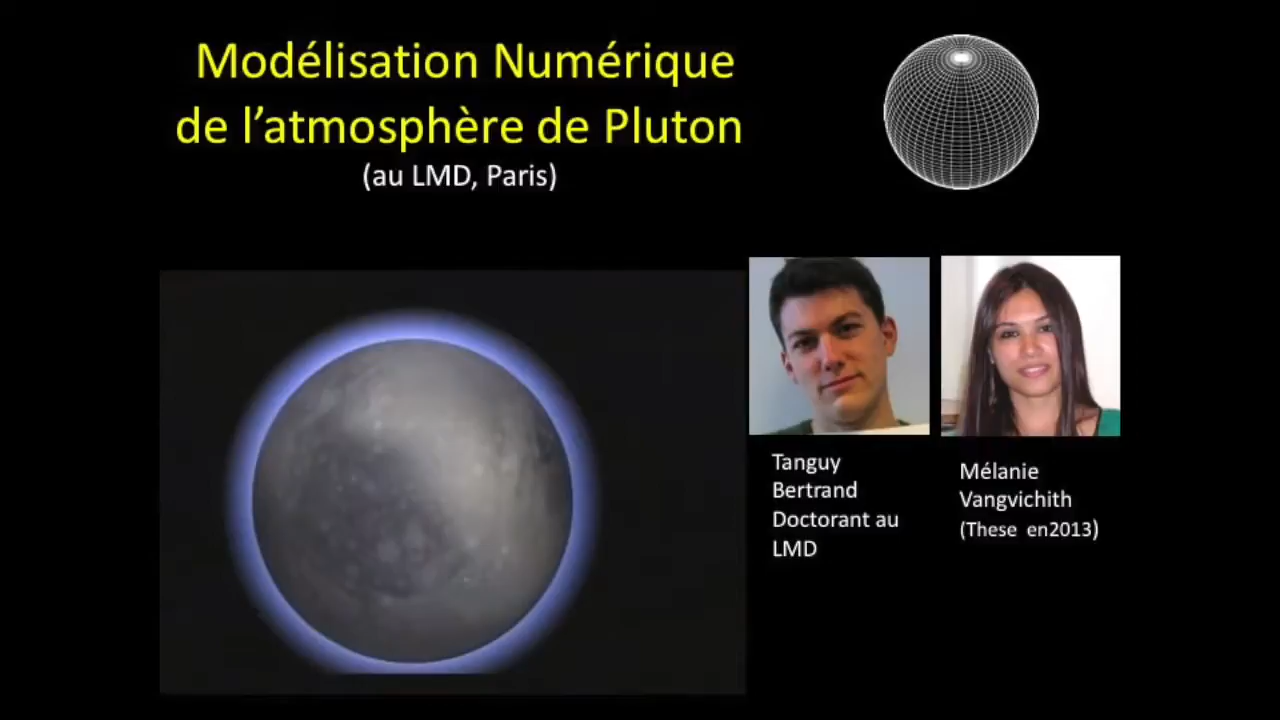 Modélisation Numérique
de l’atmosphère de Pluton
(au LMD, Paris)
Tanguy
Bertrand
Doctorant au
LMD
Mélanie
Vangvichith
(These en2013)